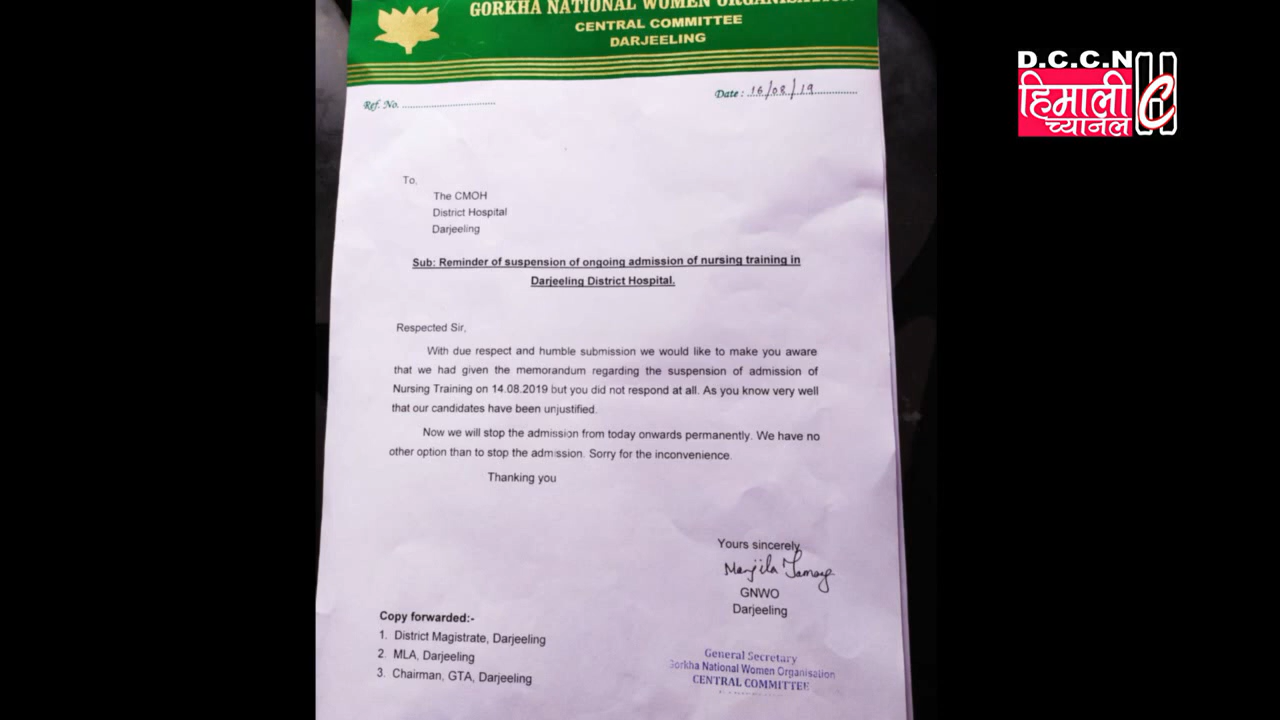 GORKHA NATIONAL WOMEN ORGANISATION
CENTRAL COMMITTEE
DARJEELING
D.C.C.N
हिमाली
च्यानल
HC
Ref. No. ..............................
Date : 16/08/19
To,
The CMOH
District Hospital
Darjeeling
Sub: Reminder of suspension of ongoing admission of nursing training in
Darjeeling District Hospital.
Respected Sir,
With due respect and humble submission we would like to make you aware
that we had given the memorandum regarding the suspension of admission of
Nursing Training on 14.08.2019 but you did not respond at all. As you know very well
that our candidates have been unjustified.
Now we will stop the admission from today onwards permanently. We have no
other option than to stop the admission. Sorry for the inconvenience.
Thanking you
Yours sincerely,
Manjila Tamang
GNWO
Darjeeling
Copy forwarded:-
1. District Magistrate, Darjeeling
2. MLA, Darjeeling
3. Chairman, GTA, Darjeeling
General Secretary
Gorkha National Women Organisation
CENTRAL COMMITTEE